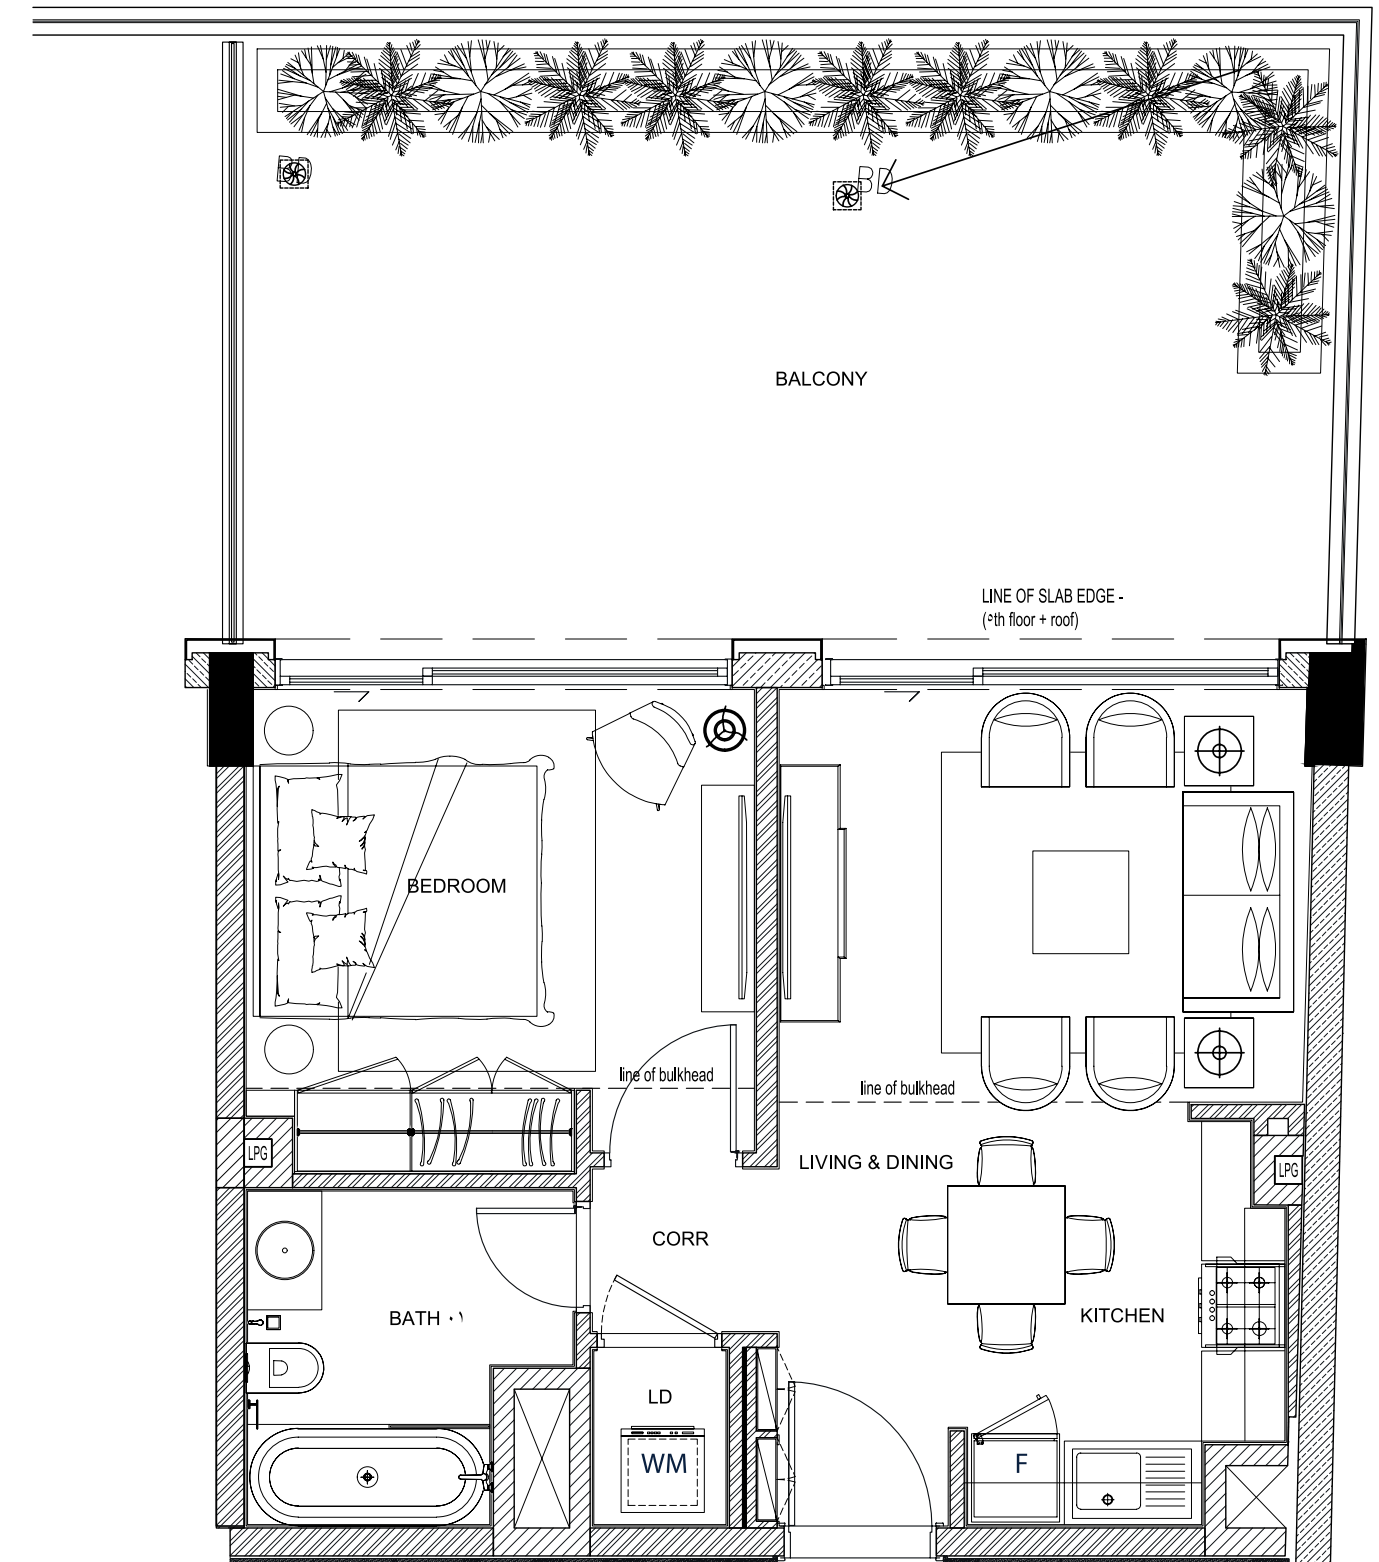 BD
BD
BALCONY
LINE OF SLAB EDGE -
(٥th floor + roof)
BEDROOM
line of bulkhead
line of bulkhead
LPG
LIVING & DINING
LPG
CORR
BATH ٠١
KITCHEN
LD
WM
F